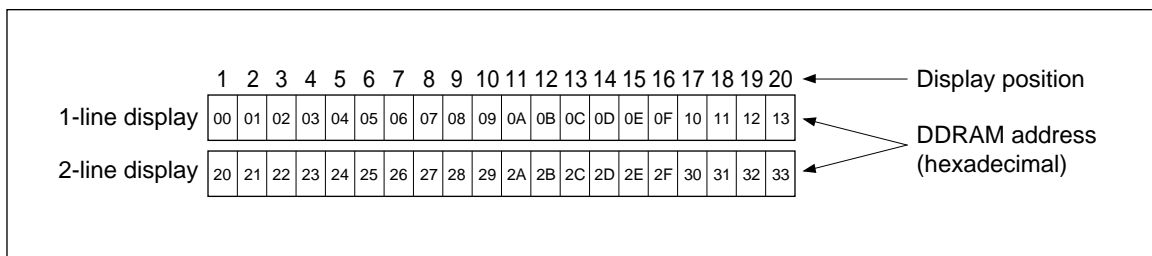 1 2 3 4 5 6 7 8 9 10 11 12 13 14 15 16 17 18 19 20 Display position
1-line display 00 01 02 03 04 05 06 07 08 09 0A 0B 0C 0D 0E 0F 10 11 12 13
DDRAM address
(hexadecimal)
2-line display 20 21 22 23 24 25 26 27 28 29 2A 2B 2C 2D 2E 2F 30 31 32 33